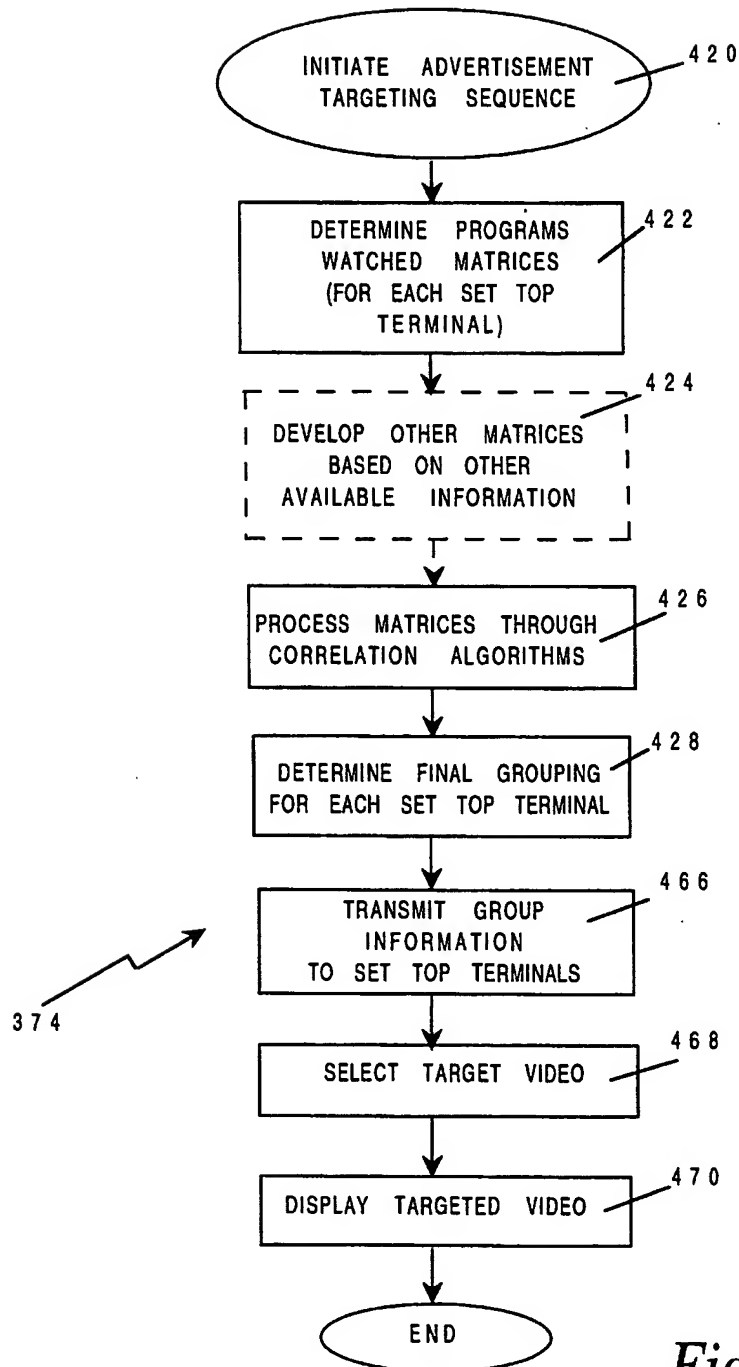 INITIATE ADVERTISEMENT
TARGETING SEQUENCE
420
DETERMINE PROGRAMS
WATCHED MATRICES
(FOR EACH SET TOP
TERMINAL)
422
424
DEVELOP OTHER MATRICES
BASED ON OTHER
AVAILABLE INFORMATION
426
PROCESS MATRICES THROUGH
CORRELATION ALGORITHMS
428
DETERMINE FINAL GROUPING
FOR EACH SET TOP TERMINAL
466
TRANSMIT GROUP
INFORMATION
TO SET TOP TERMINALS
374
468
SELECT TARGET VIDEO
470
DISPLAY TARGETED VIDEO
END
Fig